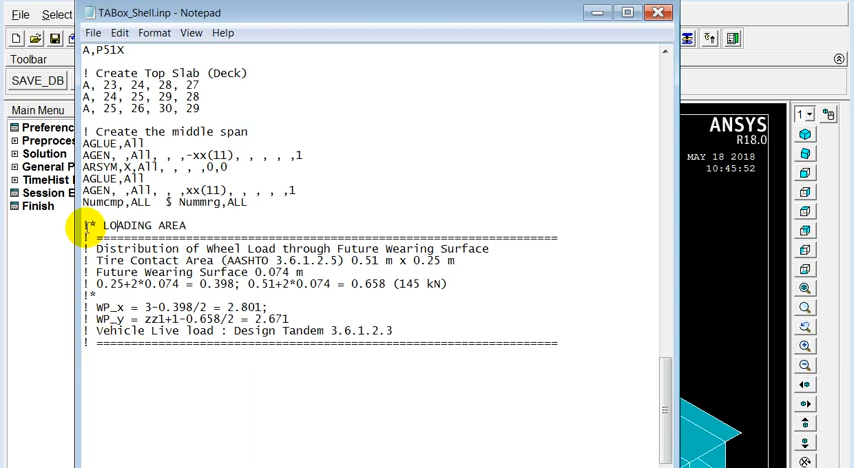 TABox_Shell.inp - Notepad
File Select
File Edit Format View Help
Toolbar
SAVE_DB
Main Menu
Preferenc
Preproces
Solution
General P
TimeHist P
Session E
Finish
A,P51X
! Create Top Slab (Deck)
A, 23, 24, 28, 27
A, 24, 25, 29, 28
A, 25, 26, 30, 29
! Create the middle span
AGLUE,All
AGEN, ,All, , ,-xx(11), , , , ,1
ARSYM,X,All, , , ,0,0
AGLUE,All
AGEN, ,All, , ,xx(11), , , , ,1
Numcmp,ALL $ Nummrg,ALL
!* LOADING AREA
! ===================================================================
! Distribution of Wheel Load through Future Wearing Surface
! Tire Contact Area (AASHTO 3.6.1.2.5) 0.51 m x 0.25 m
! Future Wearing Surface 0.074 m
! 0.25+2*0.074 = 0.398; 0.51+2*0.074 = 0.658 (145 kN)
!*
! WP_x = 3-0.398/2 = 2.801;
! WP_y = zz1+1-0.658/2 = 2.671
! Vehicle Live load : Design Tandem 3.6.1.2.3
! ===================================================================
1
ANSYS
R18.0
MAY 18 2018
10:45:52